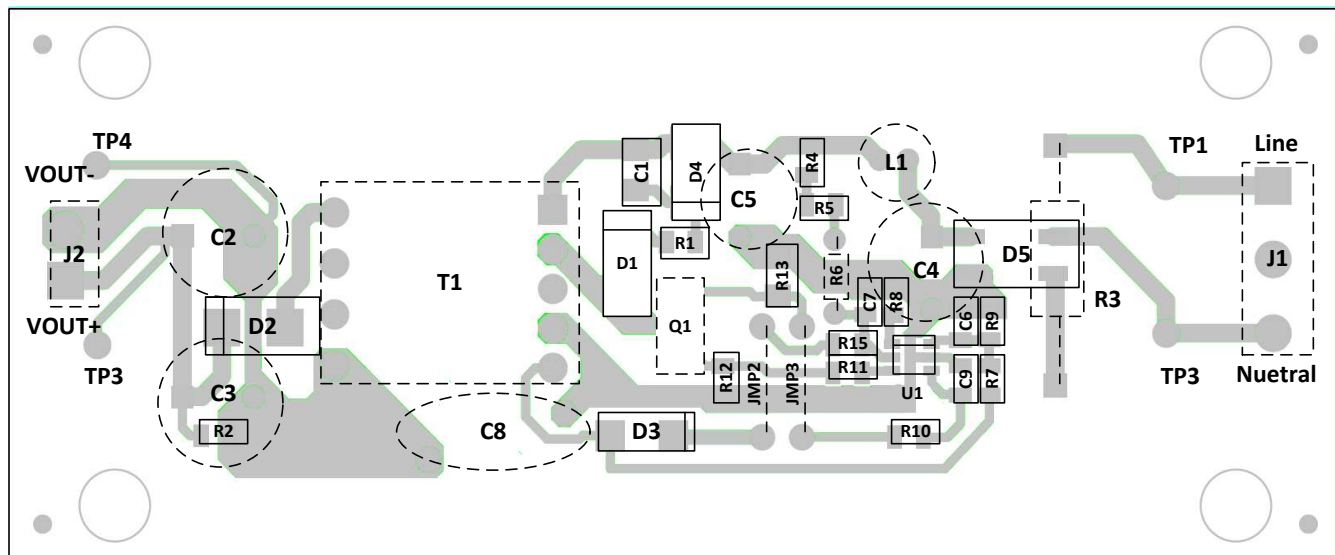 TP4
VOUT-
J2
VOUT+
TP3
C2
D2
C3
R2
T1
C8
C1
D4
C5
R4
L1
R5
D1
R1
R13
R6
C4
D5
R3
TP1
Line
J1
TP3
Nuetral
Q1
C7
R8
C6
R9
R15
R11
U1
C9
R7
R12
JMP2
JMP3
D3
R10